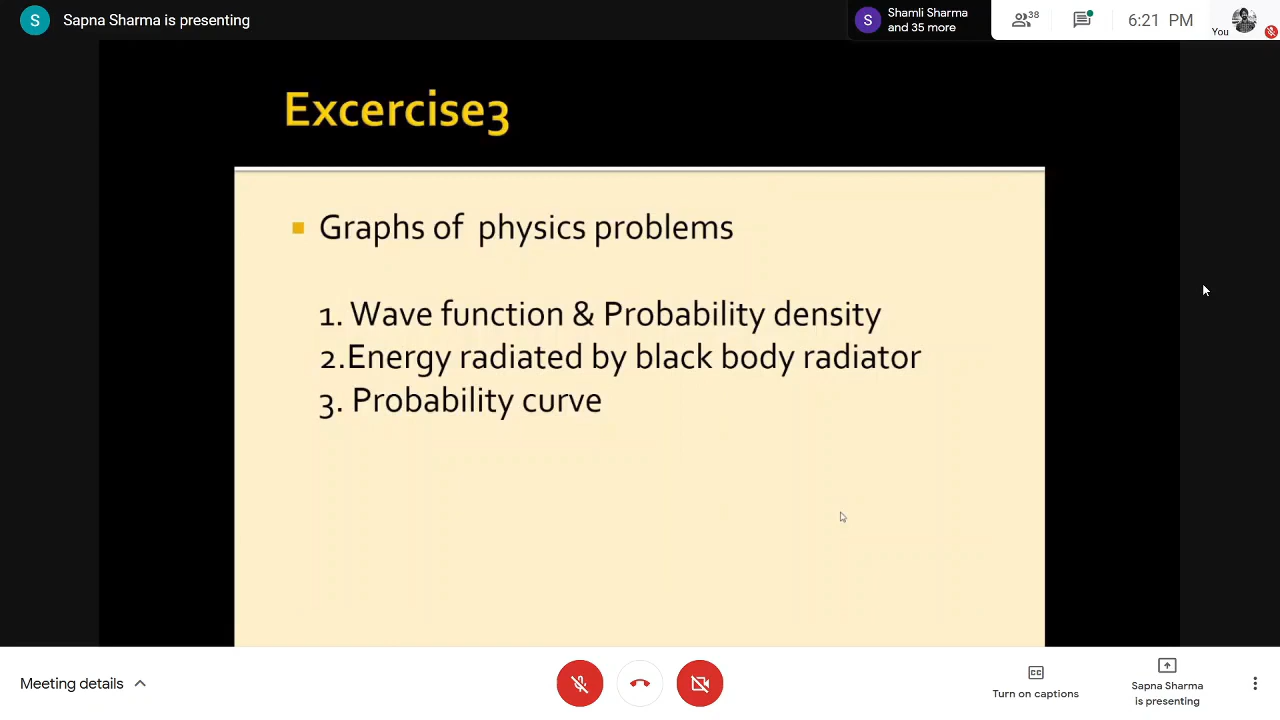 S Sapna Sharma is presenting
S Shamli Sharma
and 35 more
38
6:21 PM
You
Excercise3
Graphs of physics problems
1. Wave function & Probability density
2.Energy radiated by black body radiator
3. Probability curve
Meeting details
CC
Turn on captions
Sapna Sharma
is presenting